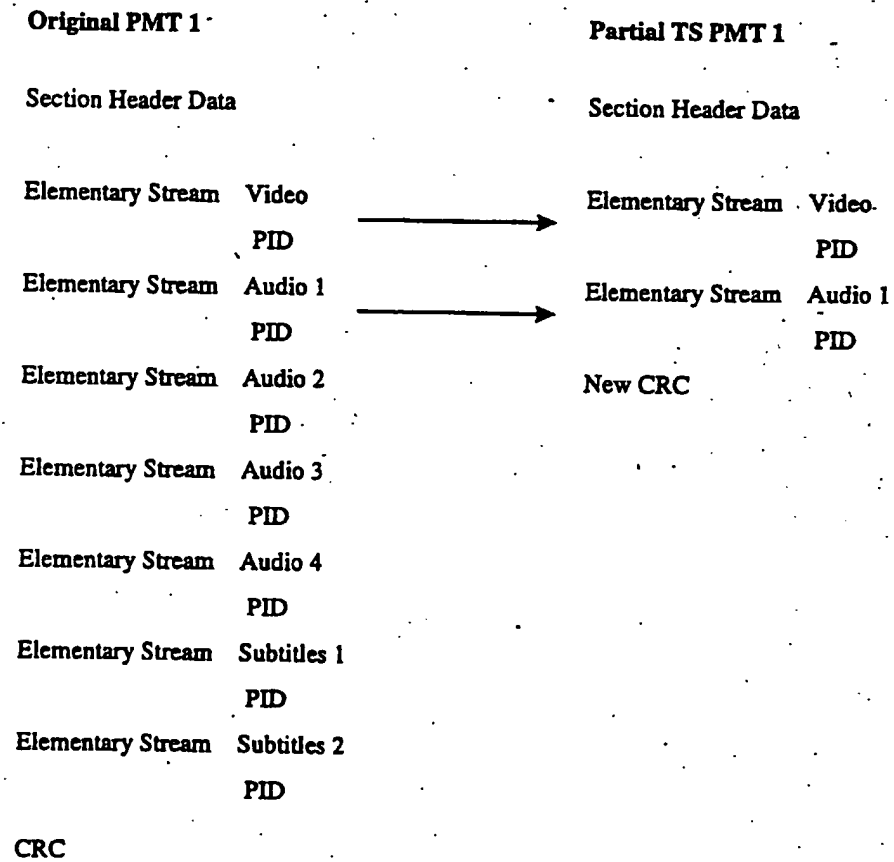 Original PMT 1
Section Header Data
Elementary Stream Video
PID
Elementary Stream Audio 1
PID
Elementary Stream Audio 2
PID
Elementary Stream Audio 3
PID
Elementary Stream Audio 4
PID
Elementary Stream Subtitles 1
PID
Elementary Stream Subtitles 2
PID
CRC
Partial TS PMT 1
Section Header Data
Elementary Stream Video
PID
Elementary Stream Audio 1
PID
New CRC